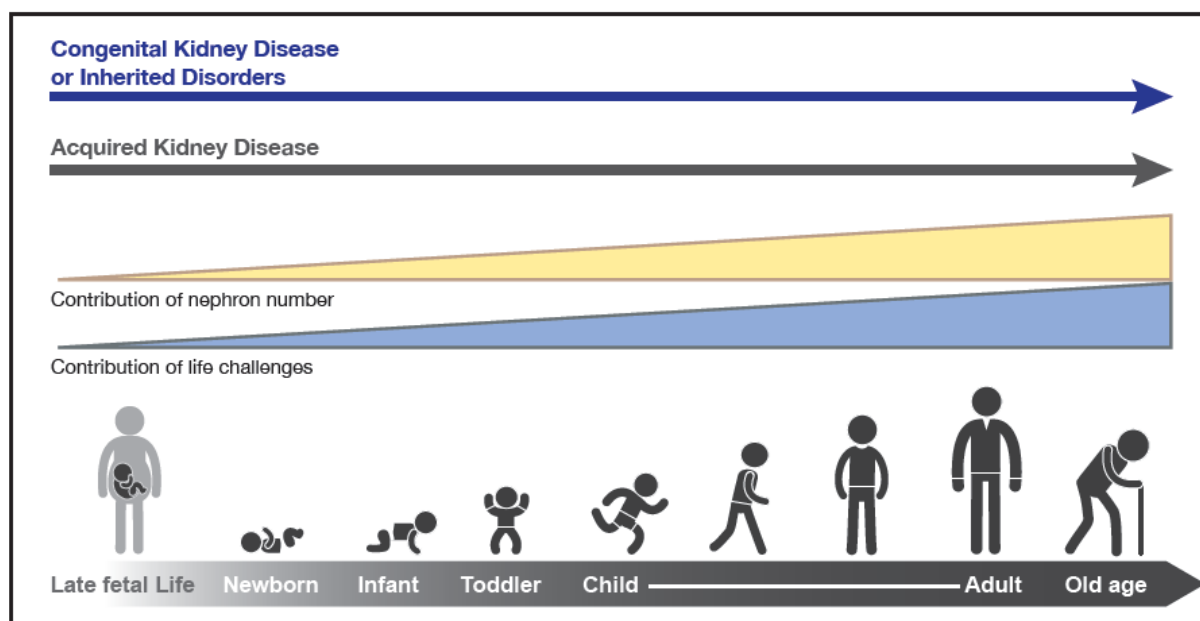 Congenital Kidney Disease
or Inherited Disorders
Acquired Kidney Disease
Contribution of nephron number
Contribution of life challenges
Late fetal Life Newborn Infant Toddler Child Adult Old age